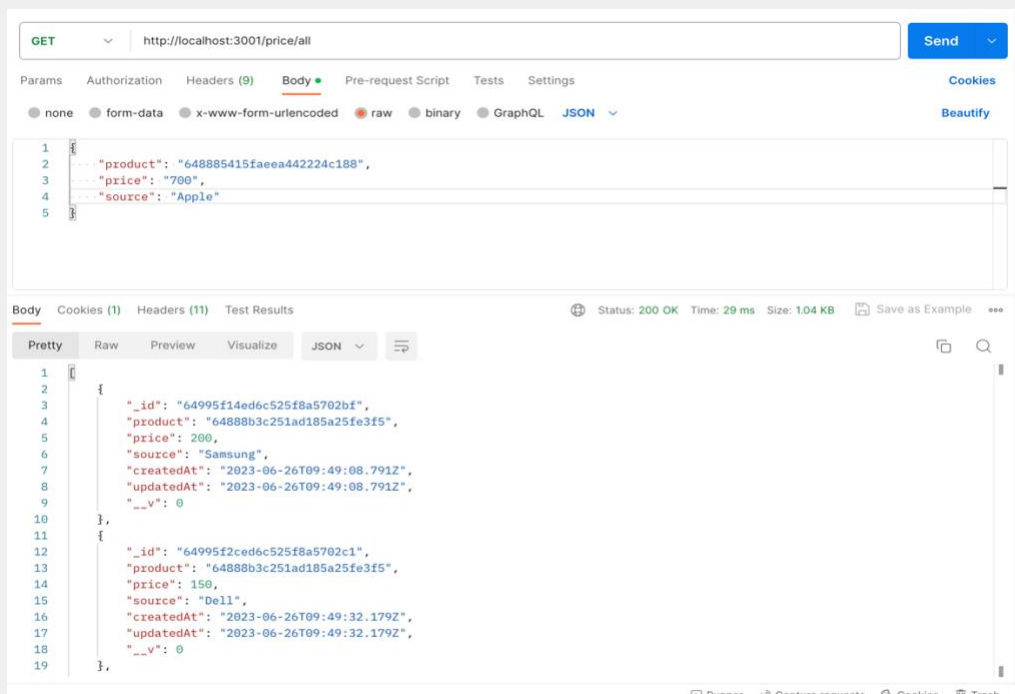 GET http://localhost:3001/price/all Send
Params Authorization Headers (9) Body Pre-request Script Tests Settings Cookies
none form-data x-www-form-urlencoded raw binary GraphQL JSON Beautify
1 {
2 "product": "648885415faeea442224c188",
3 "price": "700",
4 "source": "Apple"
5 }
Body Cookies (1) Headers (11) Test Results Status: 200 OK Time: 29 ms Size: 1.04 KB Save as Example
Pretty Raw Preview Visualize JSON
1 [
2 {
3 "_id": "64995f14ed6c525f8a5702bf",
4 "product": "64888b3c251ad185a25fe3f5",
5 "price": 200,
6 "source": "Samsung",
7 "createdAt": "2023-06-26T09:49:08.791Z",
8 "updatedAt": "2023-06-26T09:49:08.791Z",
9 "__v": 0
10 },
11 {
12 "_id": "64995f2ced6c525f8a5702c1",
13 "product": "64888b3c251ad185a25fe3f5",
14 "price": 150,
15 "source": "Dell",
16 "createdAt": "2023-06-26T09:49:32.179Z",
17 "updatedAt": "2023-06-26T09:49:32.179Z",
18 "__v": 0
19 },